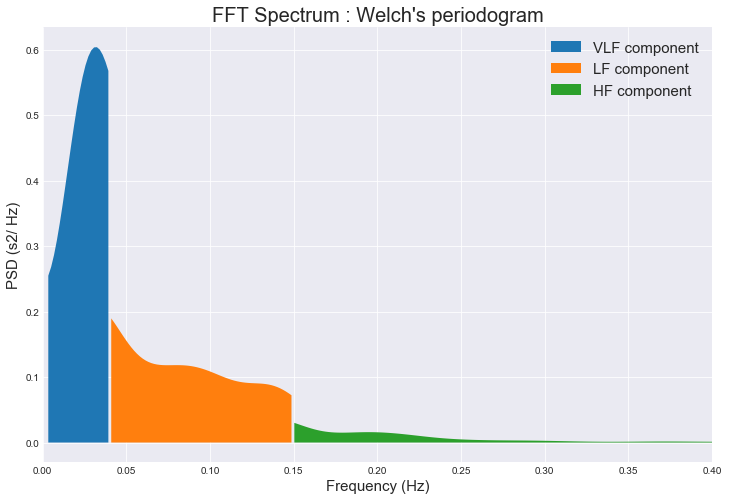 FFT Spectrum : Welch's periodogram
VLF component
LF component
HF component
PSD (s2/ Hz)
0.6
0.5
0.4
0.3
0.2
0.1
0.0
0.00 0.05 0.10 0.15 0.20 0.25 0.30 0.35 0.40
Frequency (Hz)